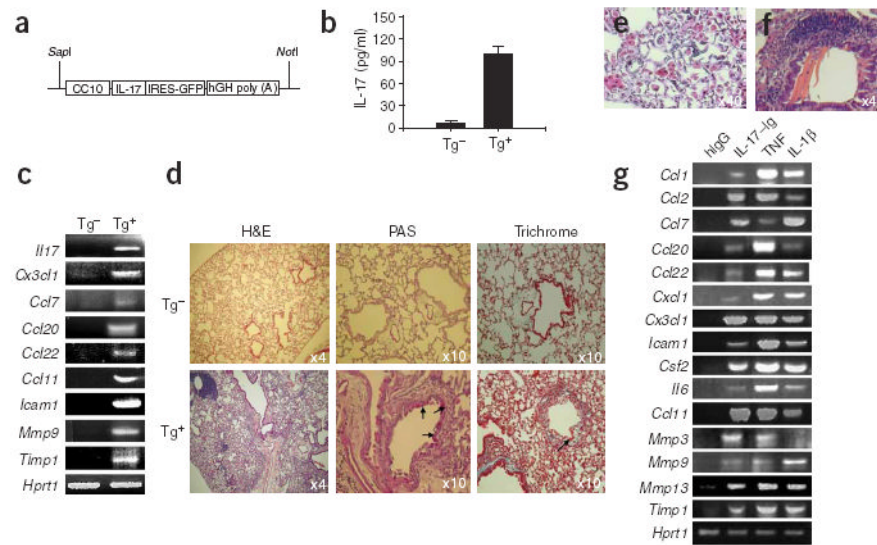 a
SapI
NotI
CC10 IL-17 IRES-GFP hGH poly (A)
b
IL-17 (pg/ml)
150
120
90
60
30
0
Tg– Tg+
e
x40
f
x4
c
Tg– Tg+
Il17
Cx3cl1
Ccl7
Ccl20
Ccl22
Ccl11
Icam1
Mmp9
Timp1
Hprt1
d
H&E PAS Trichrome
Tg–
x4 x10 x10
Tg+
x4 x10 x10
g
hIgG IL-17–Ig TNF IL-1β
Ccl1
Ccl2
Ccl7
Ccl20
Ccl22
Cxcl1
Cx3cl1
Icam1
Csf2
Il6
Ccl11
Mmp3
Mmp9
Mmp13
Timp1
Hprt1